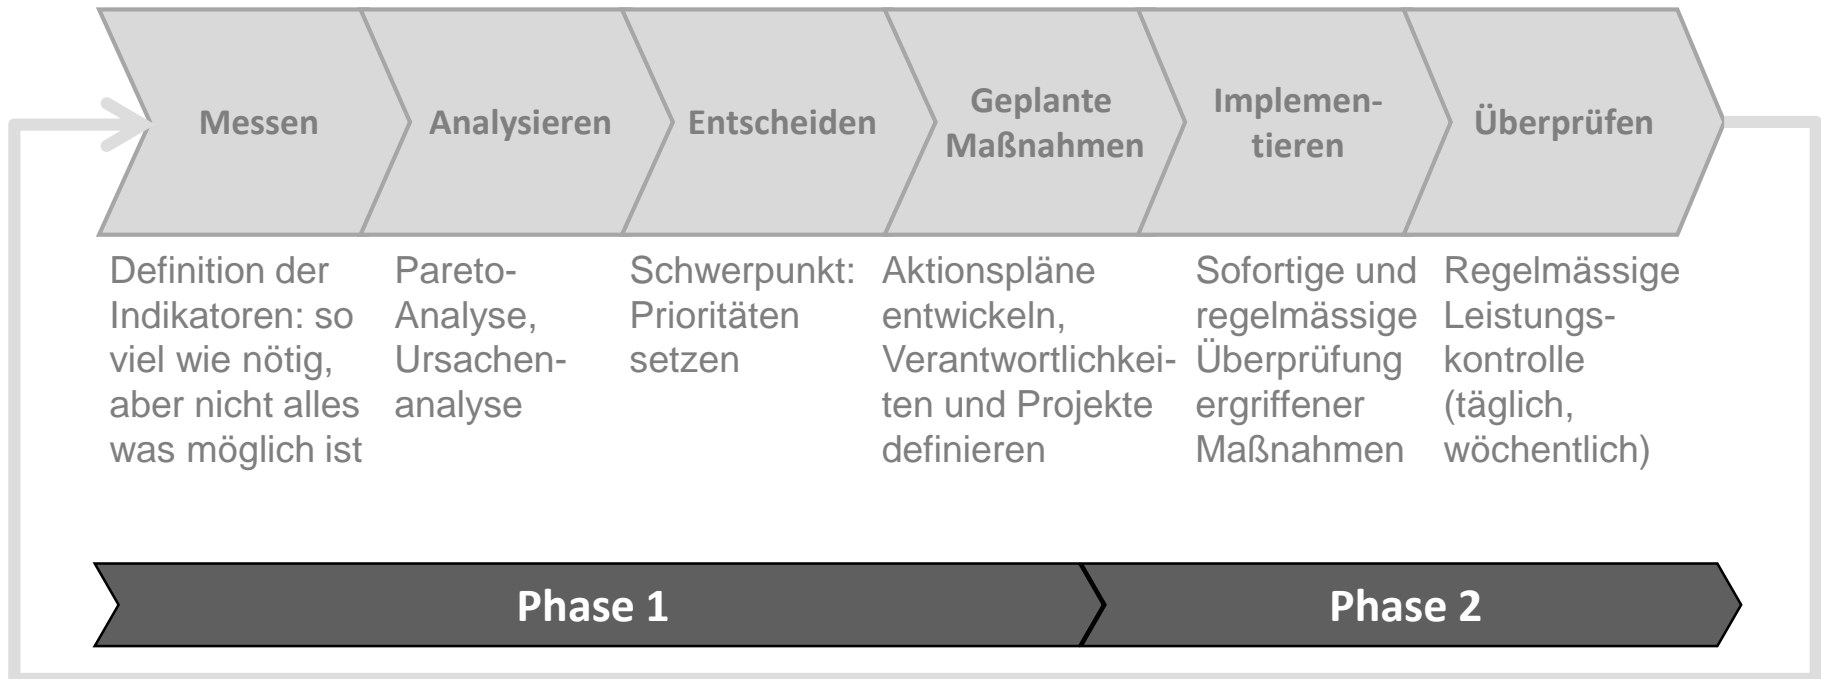 Messen
Analysieren
Entscheiden
Geplante
Maßnahmen
Implemen-
tieren
Überprüfen
Definition der
Indikatoren: so
viel wie nötig,
aber nicht alles
was möglich ist
Pareto-
Analyse,
Ursachen-
analyse
Schwerpunkt:
Prioritäten
setzen
Aktionspläne
entwickeln,
Verantwortlichkei-
ten und Projekte
definieren
Sofortige und
regelmässige
Überprüfung
ergriffener
Maßnahmen
Regelmässige
Leistungs-
kontrolle
(täglich,
wöchentlich)
Phase 1
Phase 2